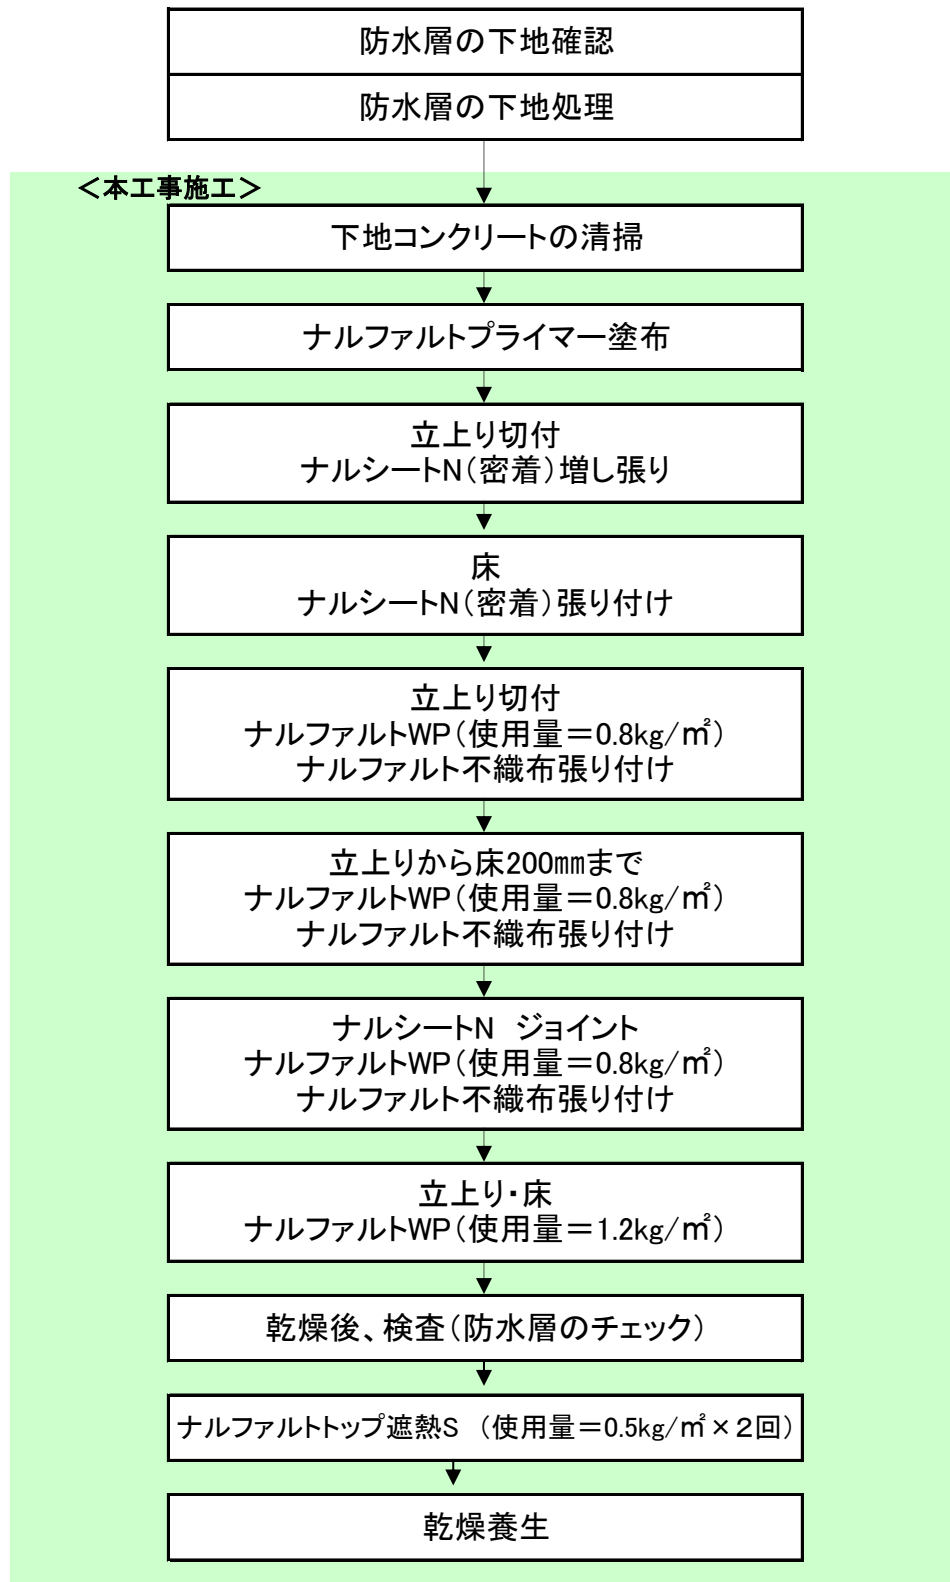 防水層の下地確認
防水層の下地処理
＜本工事施工＞
下地コンクリートの清掃
ナルファルトプライマー塗布
立上り切付
ナルシートN（密着）増し張り
床
ナルシートN（密着）張り付け
立上り切付
ナルファルトWP（使用量＝0.8kg/㎡）
ナルファルト不織布張り付け
立上りから床200㎜まで
ナルファルトWP（使用量＝0.8kg/㎡）
ナルファルト不織布張り付け
ナルシートN　ジョイント
ナルファルトWP（使用量＝0.8kg/㎡）
ナルファルト不織布張り付け
立上り・床
ナルファルトWP（使用量＝1.2kg/㎡）
乾燥後、検査（防水層のチェック）
ナルファルトトップ遮熱S　（使用量＝0.5kg/㎡×２回）
乾燥養生